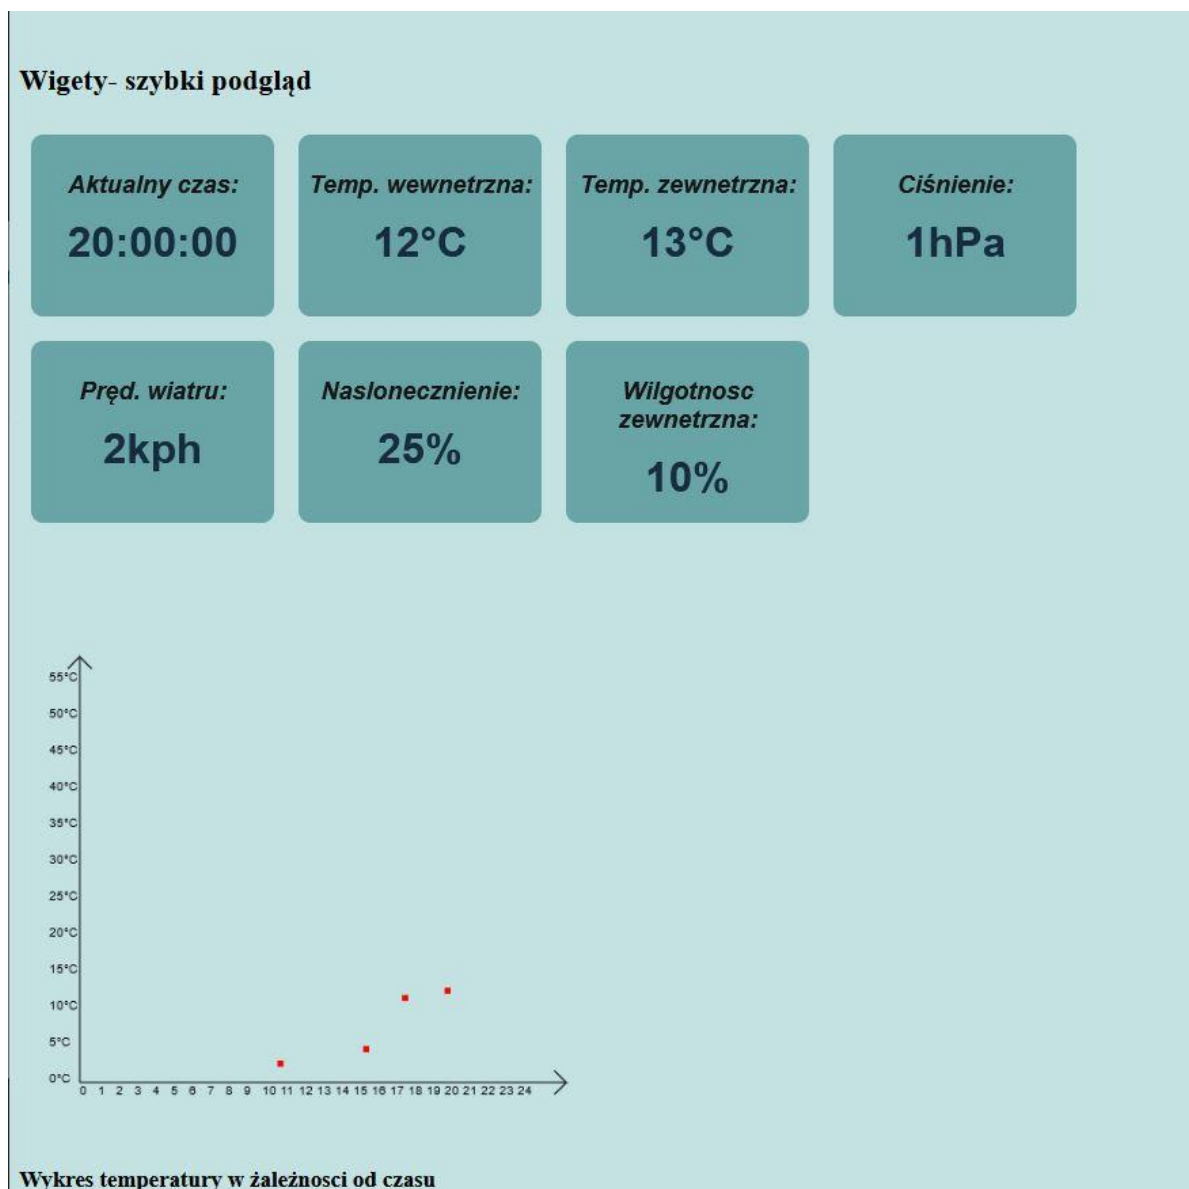 Wigety- szybki podgląd
Aktualny czas:
20:00:00
Temp. wewnetrzna:
12°C
Temp. zewnetrzna:
13°C
Ciśnienie:
1hPa
Pręd. wiatru:
2kph
Naslonecznienie:
25%
Wilgotnosc
zewnetrzna:
10%
55°C
50°C
45°C
40°C
35°C
30°C
25°C
20°C
15°C
10°C
5°C
0°C
0 1 2 3 4 5 6 7 8 9 10 11 12 13 14 15 16 17 18 19 20 21 22 23 24
Wykres temperatury w żależnosci od czasu